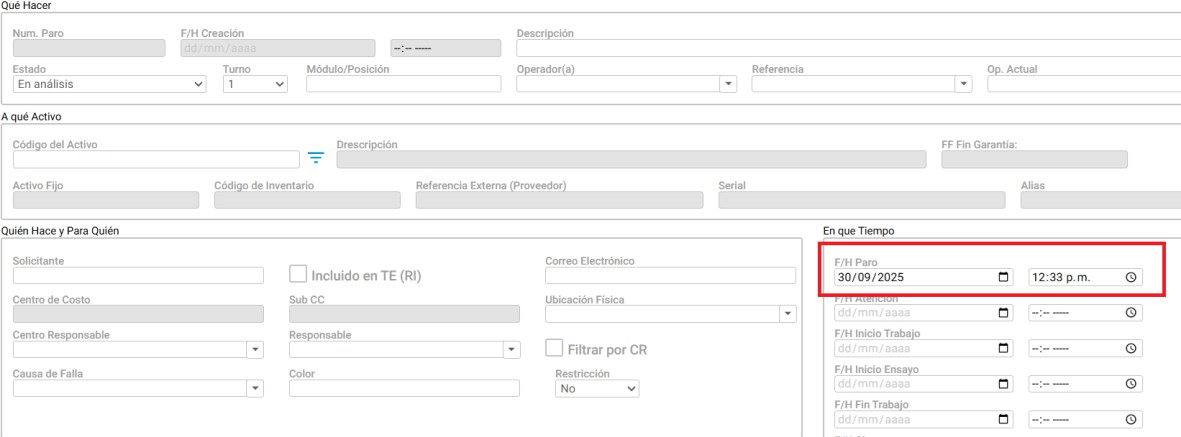 Qué Hacer
Num. Paro F/H Creación Descripción
dd/mm/aaaa --:-- -----
Estado Turno Módulo/Posición Operador(a) Referencia Op. Actual
En análisis 1
A qué Activo
Código del Activo Drescripción FF Fin Garantía:
Activo Fijo Código de Inventario Referencia Externa (Proveedor) Serial Alias
Quién Hace y Para Quién En que Tiempo
Solicitante Incluido en TE (RI) Correo Electrónico F/H Paro
30/09/2025 12:33 p. m.
Centro de Costo Sub CC Ubicación Física F/H Atención
dd/mm/aaaa --:-- -----
Centro Responsable Responsable Filtrar por CR F/H Inicio Trabajo
dd/mm/aaaa --:-- -----
Causa de Falla Color Restricción F/H Inicio Ensayo
No dd/mm/aaaa --:-- -----
F/H Fin Trabajo
dd/mm/aaaa --:-- -----